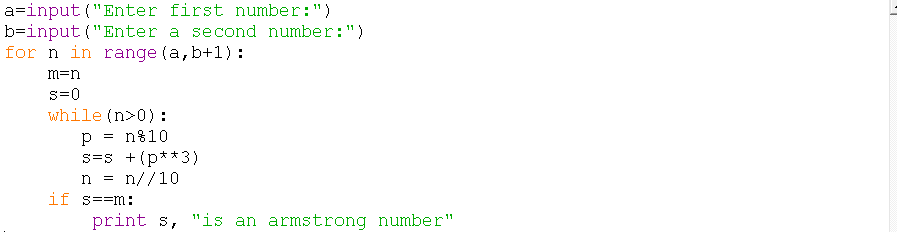 a=input("Enter first number:")
b=input("Enter a second number:")
for n in range(a,b+1):
    m=n
    s=0
    while(n>0):
       p = n%10
       s=s +(p**3)
       n = n//10
    if s==m:
        print s, "is an armstrong number"